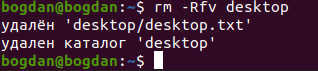 bogdan@bogdan:~$ rm -Rfv desktop
удалён 'desktop/desktop.txt'
удален каталог 'desktop'
bogdan@bogdan:~$